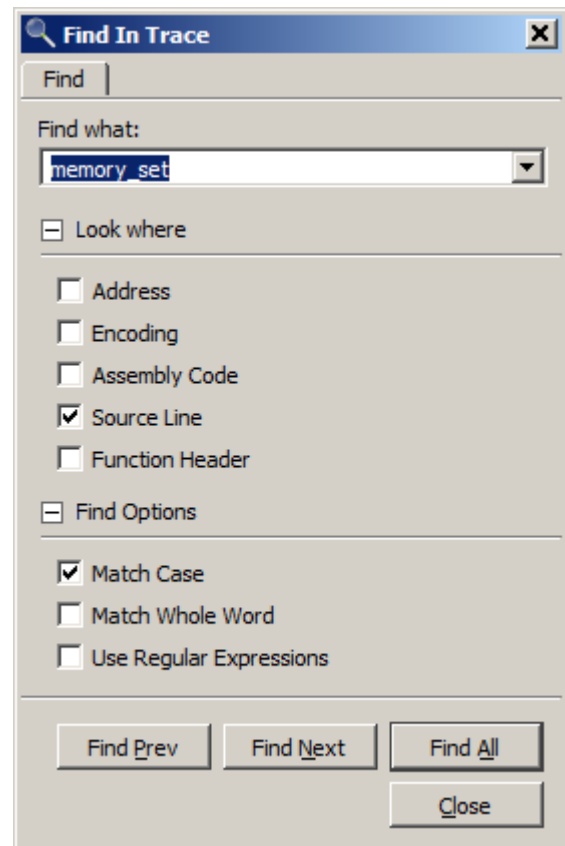 Find In Trace
Find
Find what:
memory_set
Look where
Address
Encoding
Assembly Code
Source Line
Function Header
Find Options
Match Case
Match Whole Word
Use Regular Expressions
Find Prev Find Next Find All
Close